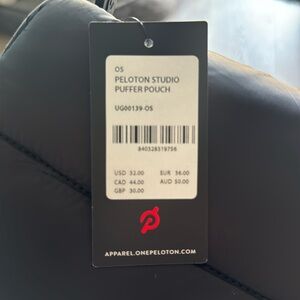 OS
PELOTON STUDIO
PUFFER POUCH
UG00139-OS
840328319756
USD 32.00 EUR 36.00
CAD 44.00 AUD 50.00
GBP 30.00
APPAREL.ONEPELOTON.COM